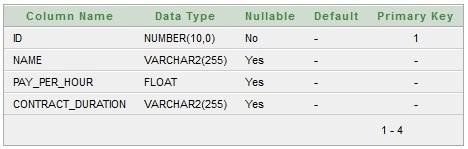 Column Name Data Type Nullable Default Primary Key
ID NUMBER(10,0) No - 1
NAME VARCHAR2(255) Yes - -
PAY_PER_HOUR FLOAT Yes - -
CONTRACT_DURATION VARCHAR2(255) Yes - -
1 - 4